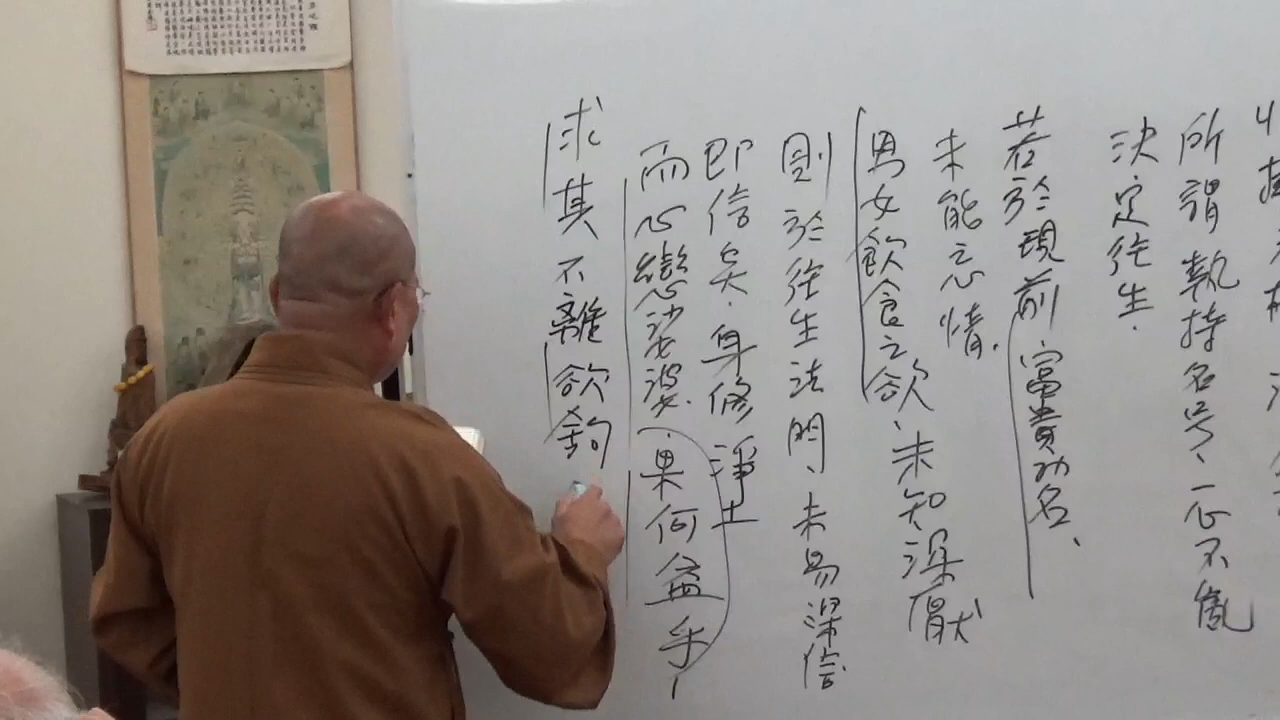 所謂執持名号、一心不亂
決定往生.
若於現前富貴功名、
未能忘情.
男女飲食之欲、未知深厭
則於往生法門、未易深信
即信矣.身修淨土
而心戀娑婆.果何益乎!
求其不離欲鉤